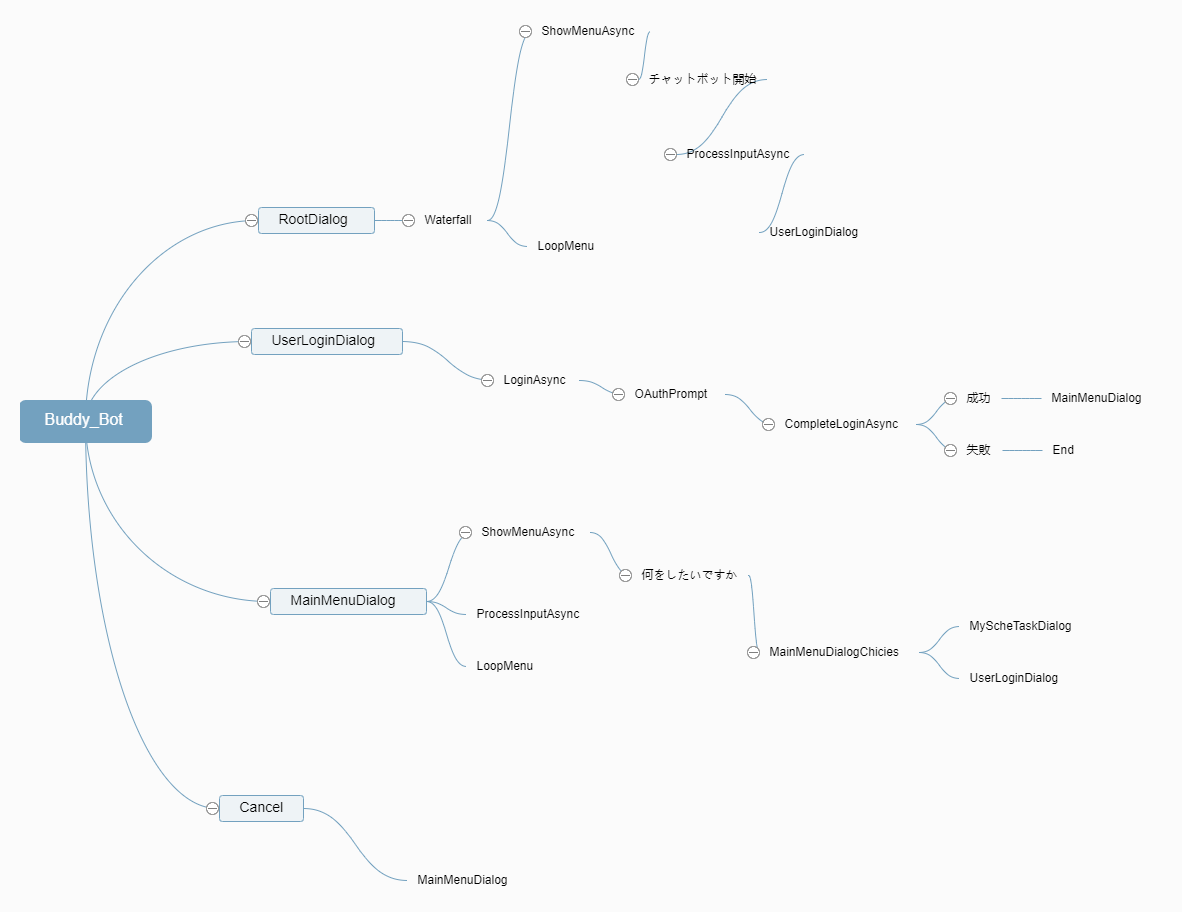 ShowMenuAsync
チャットボット開始
ProcessInputAsync
RootDialog
Waterfall
UserLoginDialog
LoopMenu
UserLoginDialog
LoginAsync
OAuthPrompt
成功
MainMenuDialog
Buddy_Bot
CompleteLoginAsync
失敗
End
ShowMenuAsync
何をしたいですか
MainMenuDialog
ProcessInputAsync
MyScheTaskDialog
MainMenuDialogChicies
LoopMenu
UserLoginDialog
Cancel
MainMenuDialog